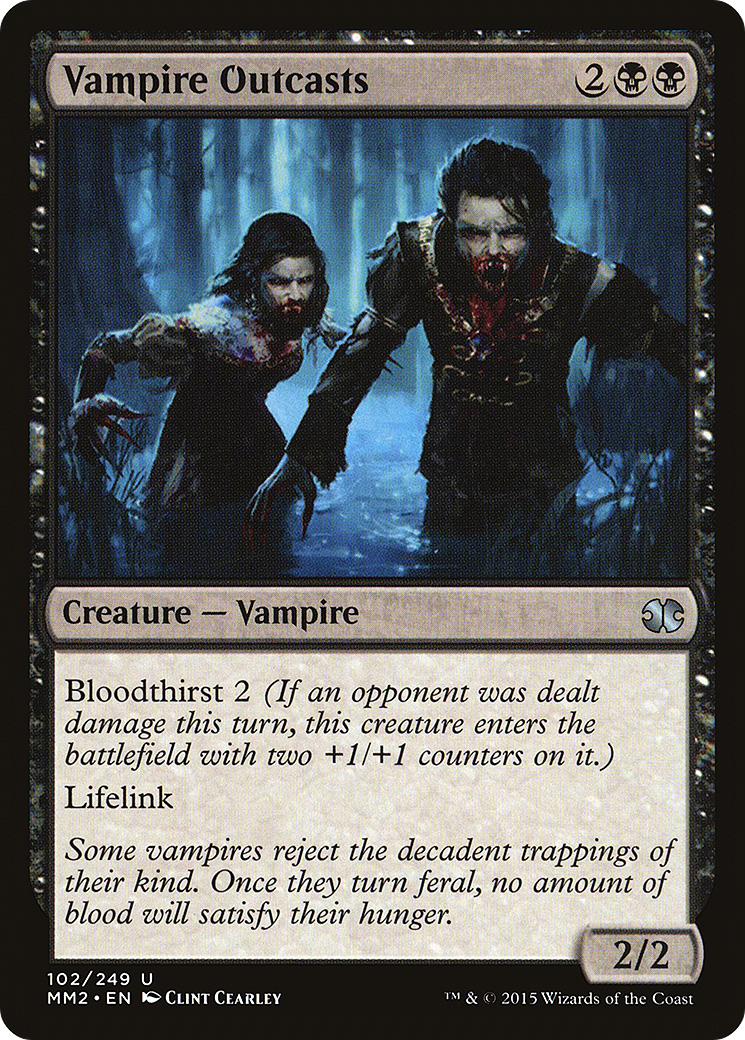 Vampire Outcasts 2
Creature — Vampire
Bloodthirst 2 (If an opponent was dealt
damage this turn, this creature enters the
battlefield with two +1/+1 counters on it.)
Lifelink
Some vampires reject the decadent trappings of
their kind. Once they turn feral, no amount of
blood will satisfy their hunger.
2/2
102/249 U
MM2 • EN Clint Cearley ™ & © 2015 Wizards of the Coast